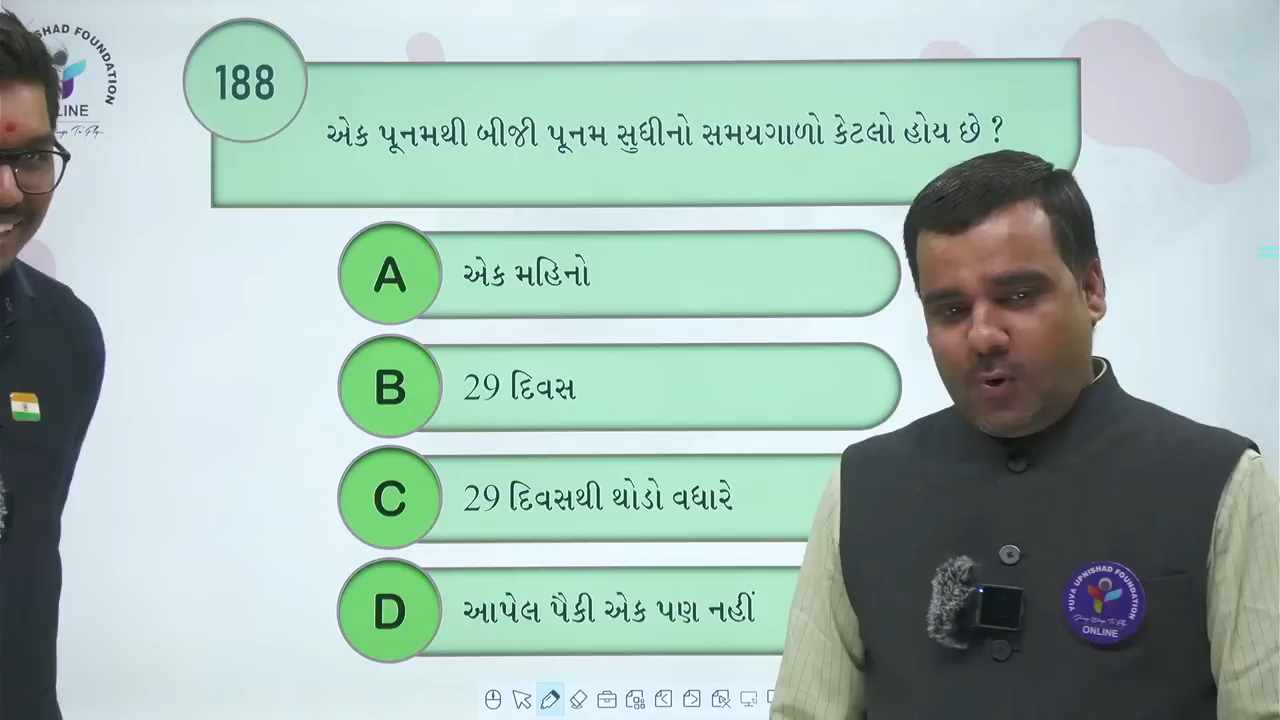 188
એક પૂનમથી બીજી પૂનમ સુધીનો સમયગાળો કેટલો હોય છે ?
A
એક મહિનો
B
29 દિવસ
C
29 દિવસથી થોડો વધારે
D
આપેલ પૈકી એક પણ નહીં
YUVA UPNISHAD FOUNDATION
ONLINE